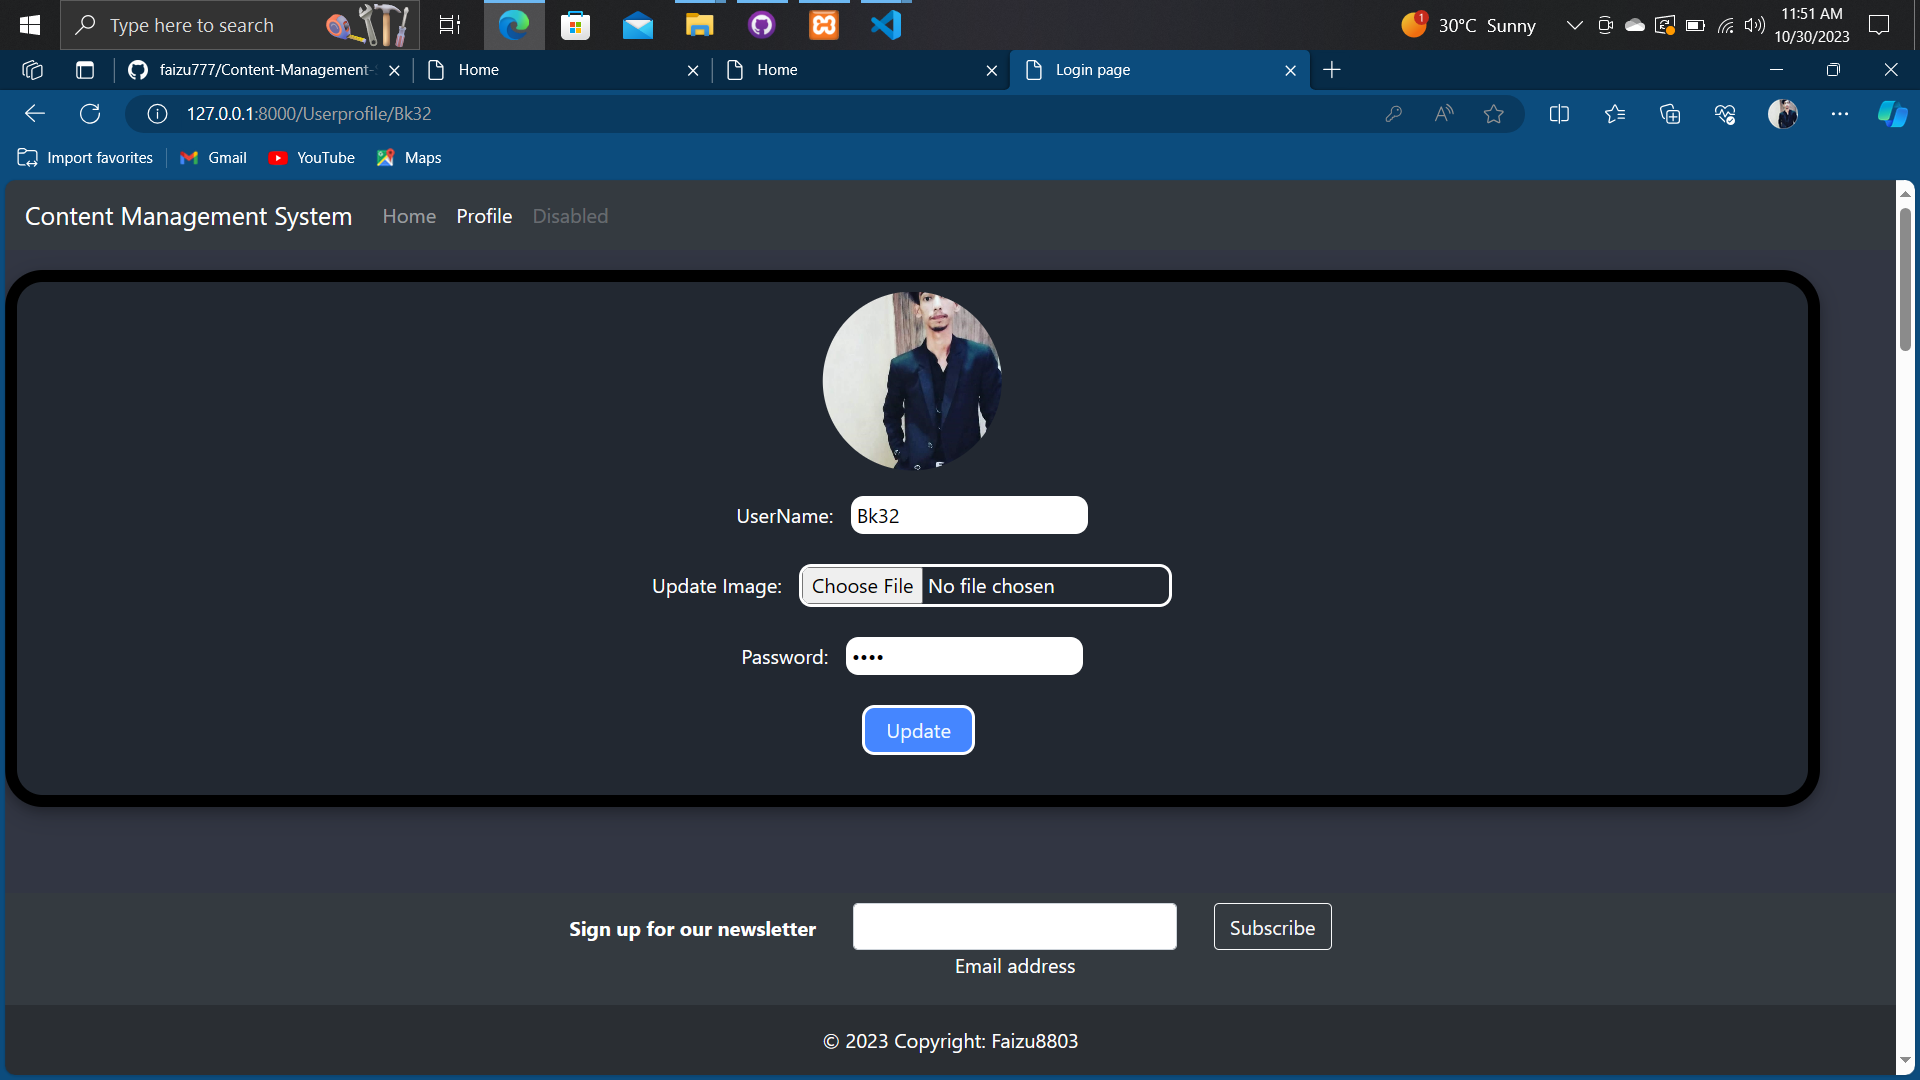 Type here to search
1
30°C Sunny
11:51 AM
10/30/2023
faizu777/Content-Management-
Home
Home
Login page
127.0.0.1:8000/Userprofile/Bk32
Import favorites
Gmail
YouTube
Maps
Content Management System
Home
Profile
Disabled
UserName:
Bk32
Update Image:
Choose File
No file chosen
Password:
••••
Update
Sign up for our newsletter
Subscribe
Email address
© 2023 Copyright: Faizu8803